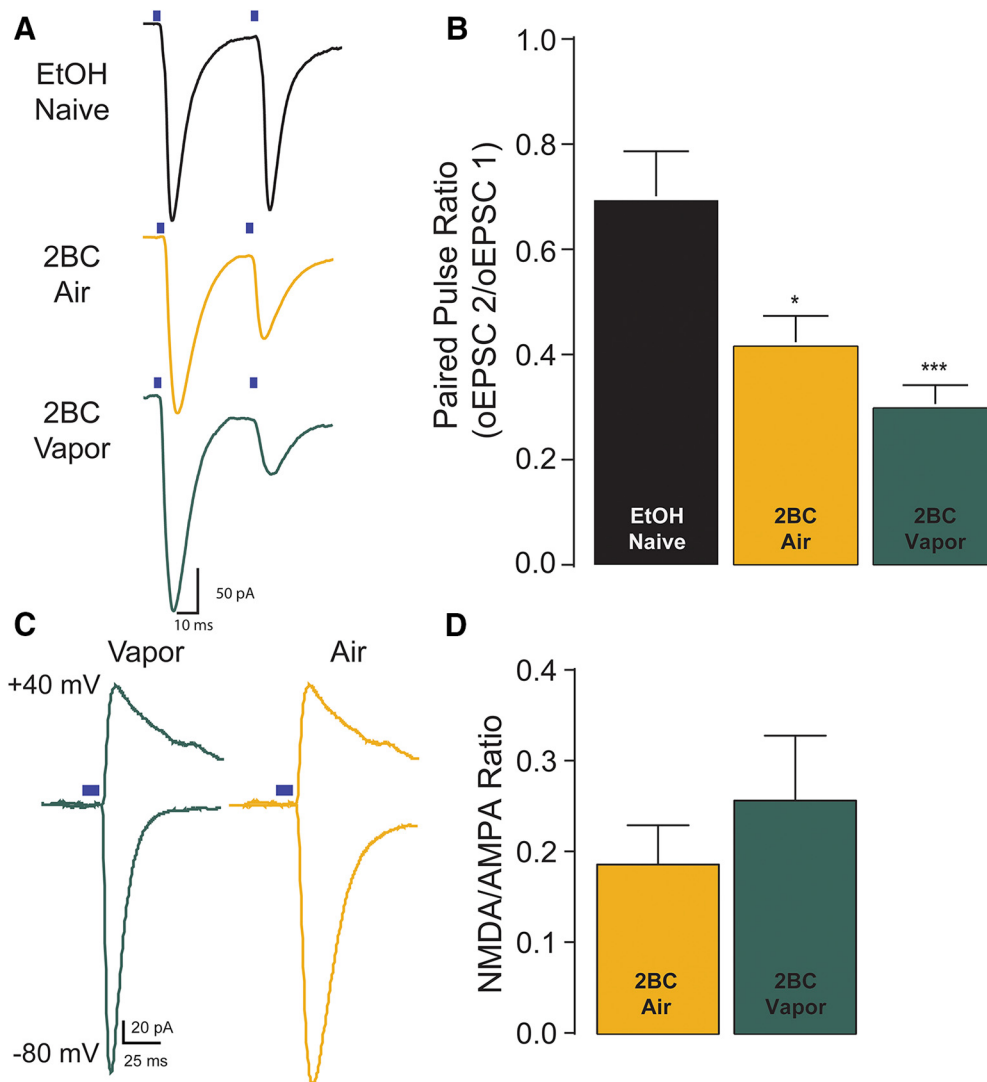 A
EtOH
Naive
2BC
Air
2BC
Vapor
50 pA
10 ms
B
Paired Pulse Ratio
(oEPSC 2/oEPSC 1)
1.0
0.8
0.6
0.4
0.2
0.0
*
***
EtOH
Naive
2BC
Air
2BC
Vapor
C
Vapor
Air
+40 mV
-80 mV
20 pA
25 ms
D
NMDA/AMPA Ratio
0.4
0.3
0.2
0.1
0.0
2BC
Air
2BC
Vapor